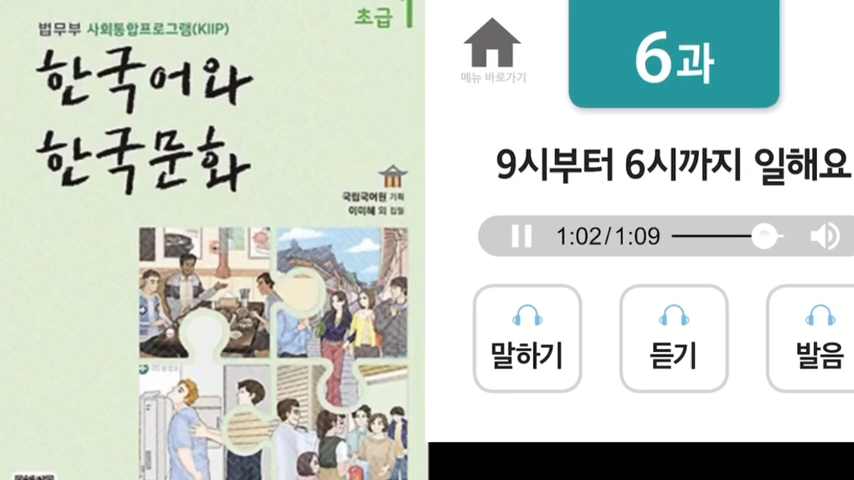 초급 1
법무부 사회통합프로그램(KIIP)
한국어와
한국문화
국립국어원 기획
이미혜 외 집필
메뉴 바로가기
6과
9시부터 6시까지 일해요
1:02/1:09
말하기
듣기
발음